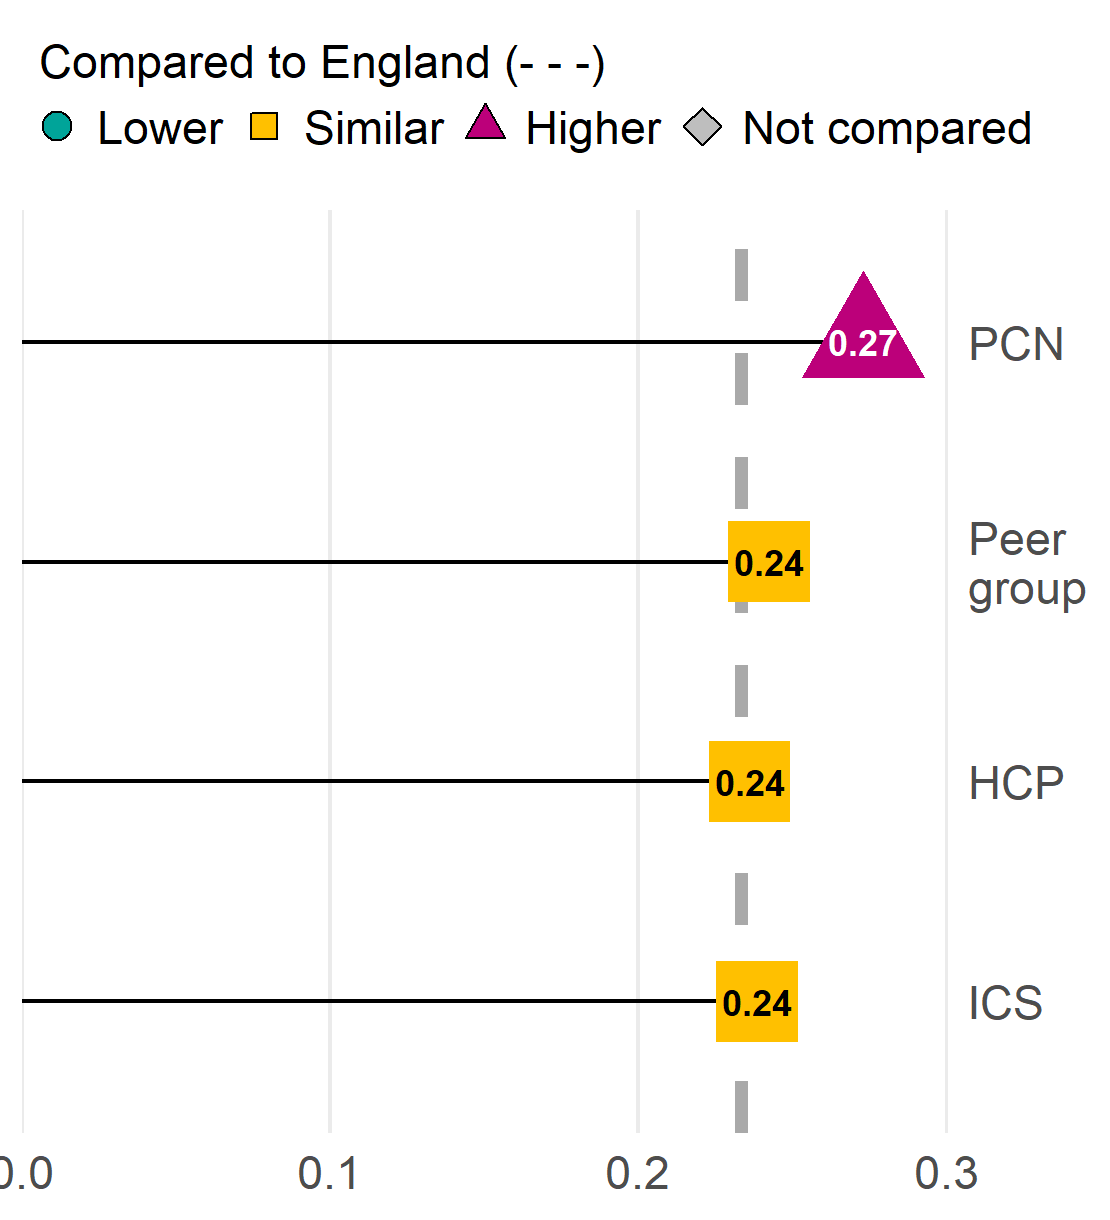 Compared to England (- - -)
Lower Similar Higher Not compared
0.27 PCN
Peer
group
0.24
0.24 HCP
0.24 ICS
0.0 0.1 0.2 0.3